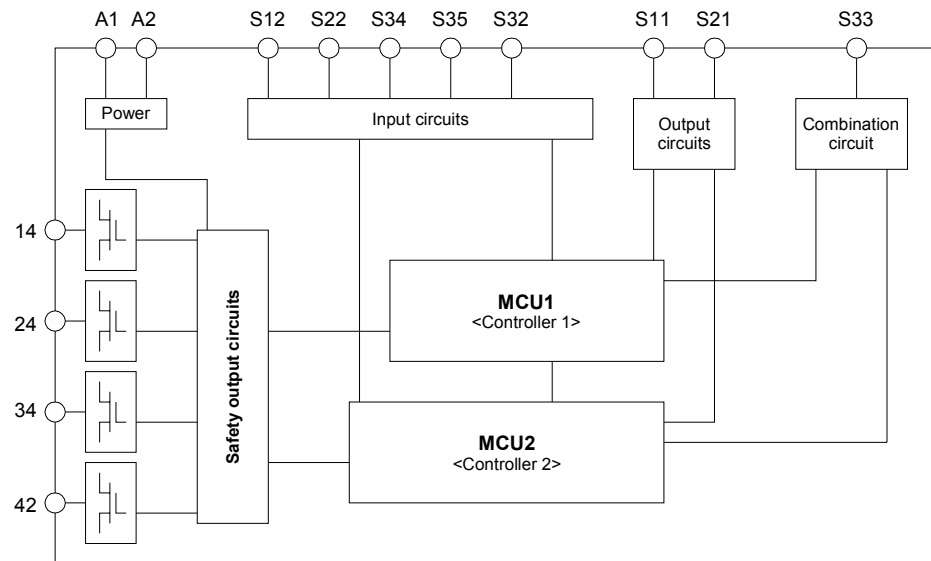 A1 A2 S12 S22 S34 S35 S32 S11 S21 S33
Power
Input circuits
Output
circuits
Combination
circuit
14
24
34
42
Safety output circuits
MCU1
<Controller 1>
MCU2
<Controller 2>